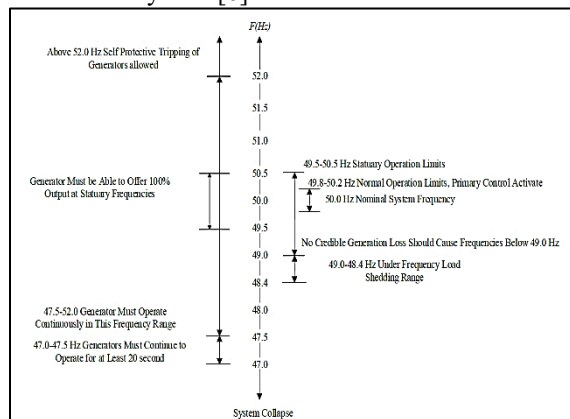 [6]
F(Hz)
Above 52.0 Hz Self Protective Tripping of
Generators allowed
52.0
51.5
51.0
50.5
49.5-50.5 Hz Statuary Operation Limits
49.8-50.2 Hz Normal Operation Limits, Primary Control Activate
Generator Must be Able to Offer 100%
Output at Statuary Frequencies
50.0
50.0 Hz Nominal System Frequency
49.5
No Credible Generation Loss Should Cause Frequencies Below 49.0 Hz
49.0
49.0-48.4 Hz Under Frequency Load
Shedding Range
48.4
47.5-52.0 Generator Must Operate
Continuously in This Frequency Range
48.0
47.5
47.0-47.5 Hz Generators Must Continue to
Operate for at Least 20 second
47.0
System Collapse